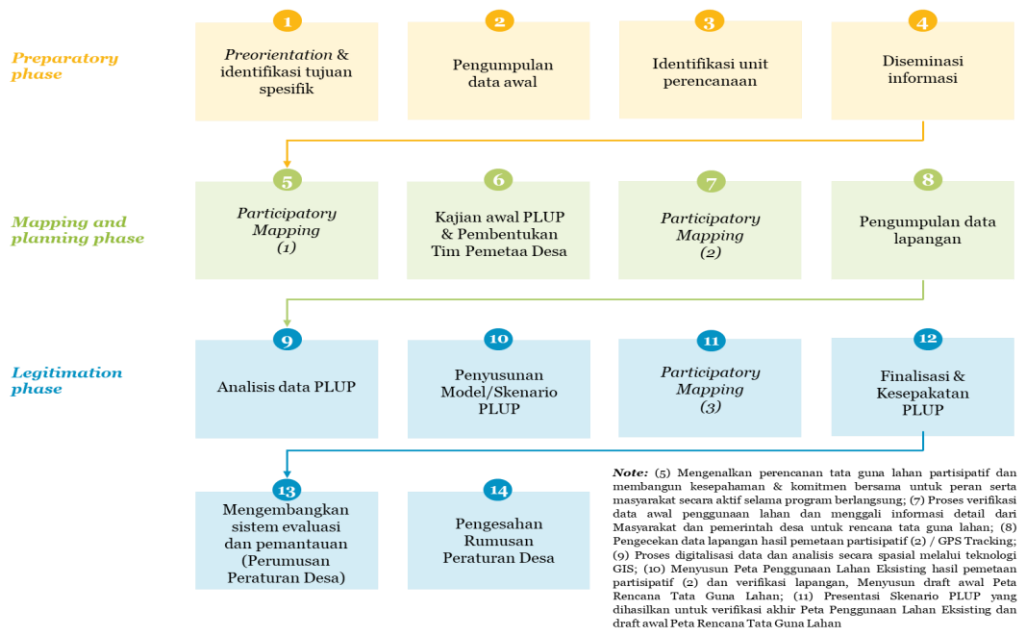 Preparatory
phase
1
Preorientation &
identifikasi tujuan
spesifik
2
Pengumpulan
data awal
3
Identifikasi unit
perencanaan
4
Diseminasi
informasi
Mapping and
planning phase
5
Participatory
Mapping
(1)
6
Kajian awal PLUP
& Pembentukan
Tim Pemetaa Desa
7
Participatory
Mapping
(2)
8
Pengumpulan data
lapangan
Legitimation
phase
9
Analisis data PLUP
10
Penyusunan
Model/Skenario
PLUP
11
Participatory
Mapping
(3)
12
Finalisasi &
Kesepakatan
PLUP
13
Mengembangkan
sistem evaluasi
dan pemantauan
(Perumusan
Peraturan Desa)
14
Pengesahan
Rumusan
Peraturan Desa
Note: (5) Mengenalkan perencanan tata guna lahan partisipatif dan
membangun kesepahaman & komitmen bersama untuk peran serta
masyarakat secara aktif selama program berlangsung; (7) Proses verifikasi
data awal penggunaan lahan dan menggali informasi detail dari
Masyarakat dan pemerintah desa untuk rencana tata guna lahan; (8)
Pengecekan data lapangan hasil pemetaan partisipatif (2) / GPS Tracking;
(9) Proses digitalisasi data dan analisis secara spasial melalui teknologi
GIS; (10) Menyusun Peta Penggunaan Lahan Eksisting hasil pemetaan
partisipatif (2) dan verifikasi lapangan, Menyusun draft awal Peta
Rencana Tata Guna Lahan; (11) Presentasi Skenario PLUP yang
dihasilkan untuk verifikasi akhir Peta Penggunaan Lahan Eksisting dan
draft awal Peta Rencana Tata Guna Lahan